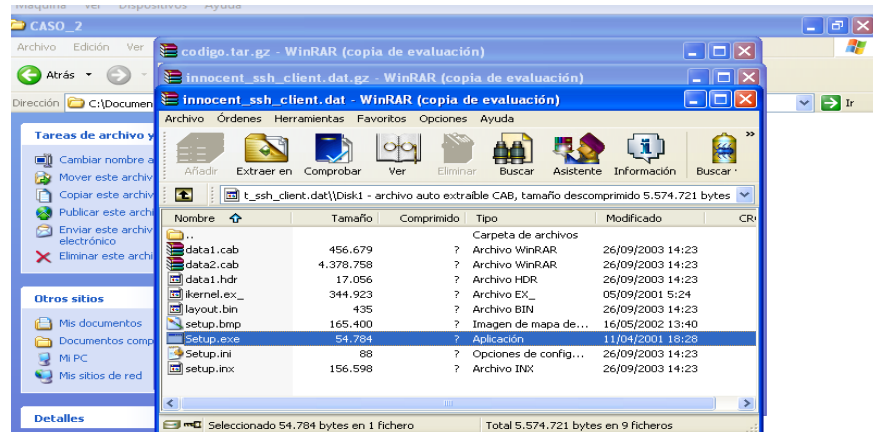 Maquina Ver Dispositivos Ayuda
CASO_2
Archivo Edición Ver
codigo.tar.gz - WinRAR (copia de evaluación)
Atrás
innocent_ssh_client.dat.gz - WinRAR (copia de evaluación)
Dirección C:\Documen
innocent_ssh_client.dat - WinRAR (copia de evaluación)
Ir
Archivo Órdenes Herramientas Favoritos Opciones Ayuda
Tareas de archivo y
Cambiar nombre a
Mover este archiv
Copiar este archiv
Publicar este archi
Enviar este archiv
electrónico
Eliminar este archi
Otros sitios
Mis documentos
Documentos comp
Mi PC
Mis sitios de red
Detalles
Añadir Extraer en Comprobar Ver Eliminar Buscar Asistente Información Buscar
»
t_ssh_client.dat\\Disk1 - archivo auto extraíble CAB, tamaño descomprimido 5.574.721 bytes
Nombre Tamaño Comprimido Tipo Modificado CR
.. Carpeta de archivos
data1.cab 456.679 ? Archivo WinRAR 26/09/2003 14:23
data2.cab 4.378.758 ? Archivo WinRAR 26/09/2003 14:23
data1.hdr 17.056 ? Archivo HDR 26/09/2003 14:23
ikernel.ex_ 344.923 ? Archivo EX_ 05/09/2001 5:24
layout.bin 435 ? Archivo BIN 26/09/2003 14:23
setup.bmp 165.400 ? Imagen de mapa de... 16/05/2002 13:40
Setup.exe 54.784 ? Aplicación 11/04/2001 18:28
Setup.ini 88 ? Opciones de config... 26/09/2003 14:23
setup.inx 156.598 ? Archivo INX 26/09/2003 14:23
Seleccionado 54.784 bytes en 1 fichero Total 5.574.721 bytes en 9 ficheros